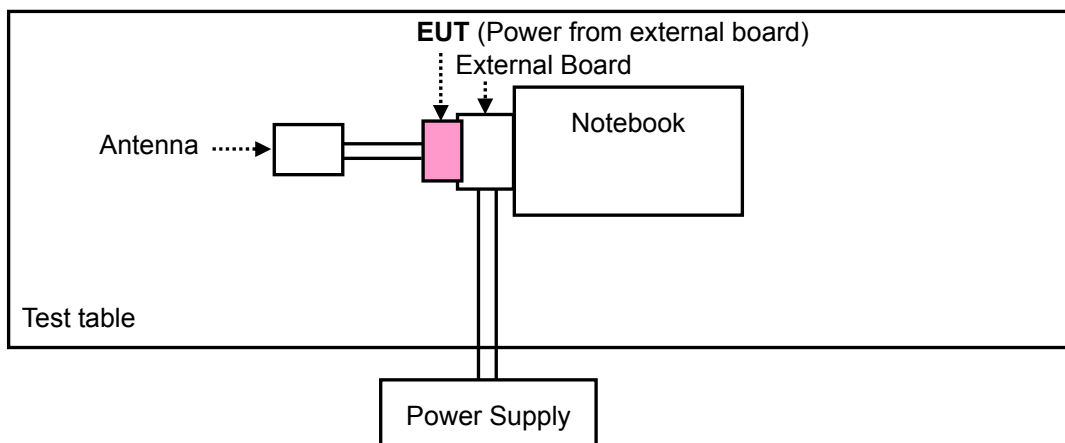 EUT (Power from external board)
External Board
Notebook
Antenna
Test table
Power Supply